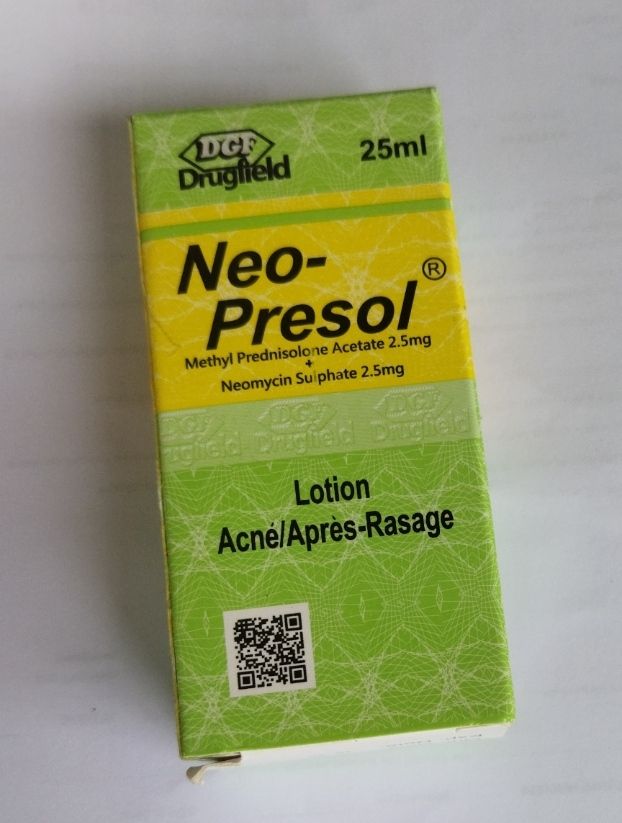 DGF
Drugfield
25ml
Neo-
Presol®
Methyl Prednisolone Acetate 2.5mg
+
Neomycin Sulphate 2.5mg
DGF DGF DGF
Drugfield Drugfield Drugfield
Lotion
Acné/Après-Rasage